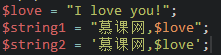 $love = "I love you!";
$string1 = "慕课网,$love";
$string2 = '慕课网,$love';